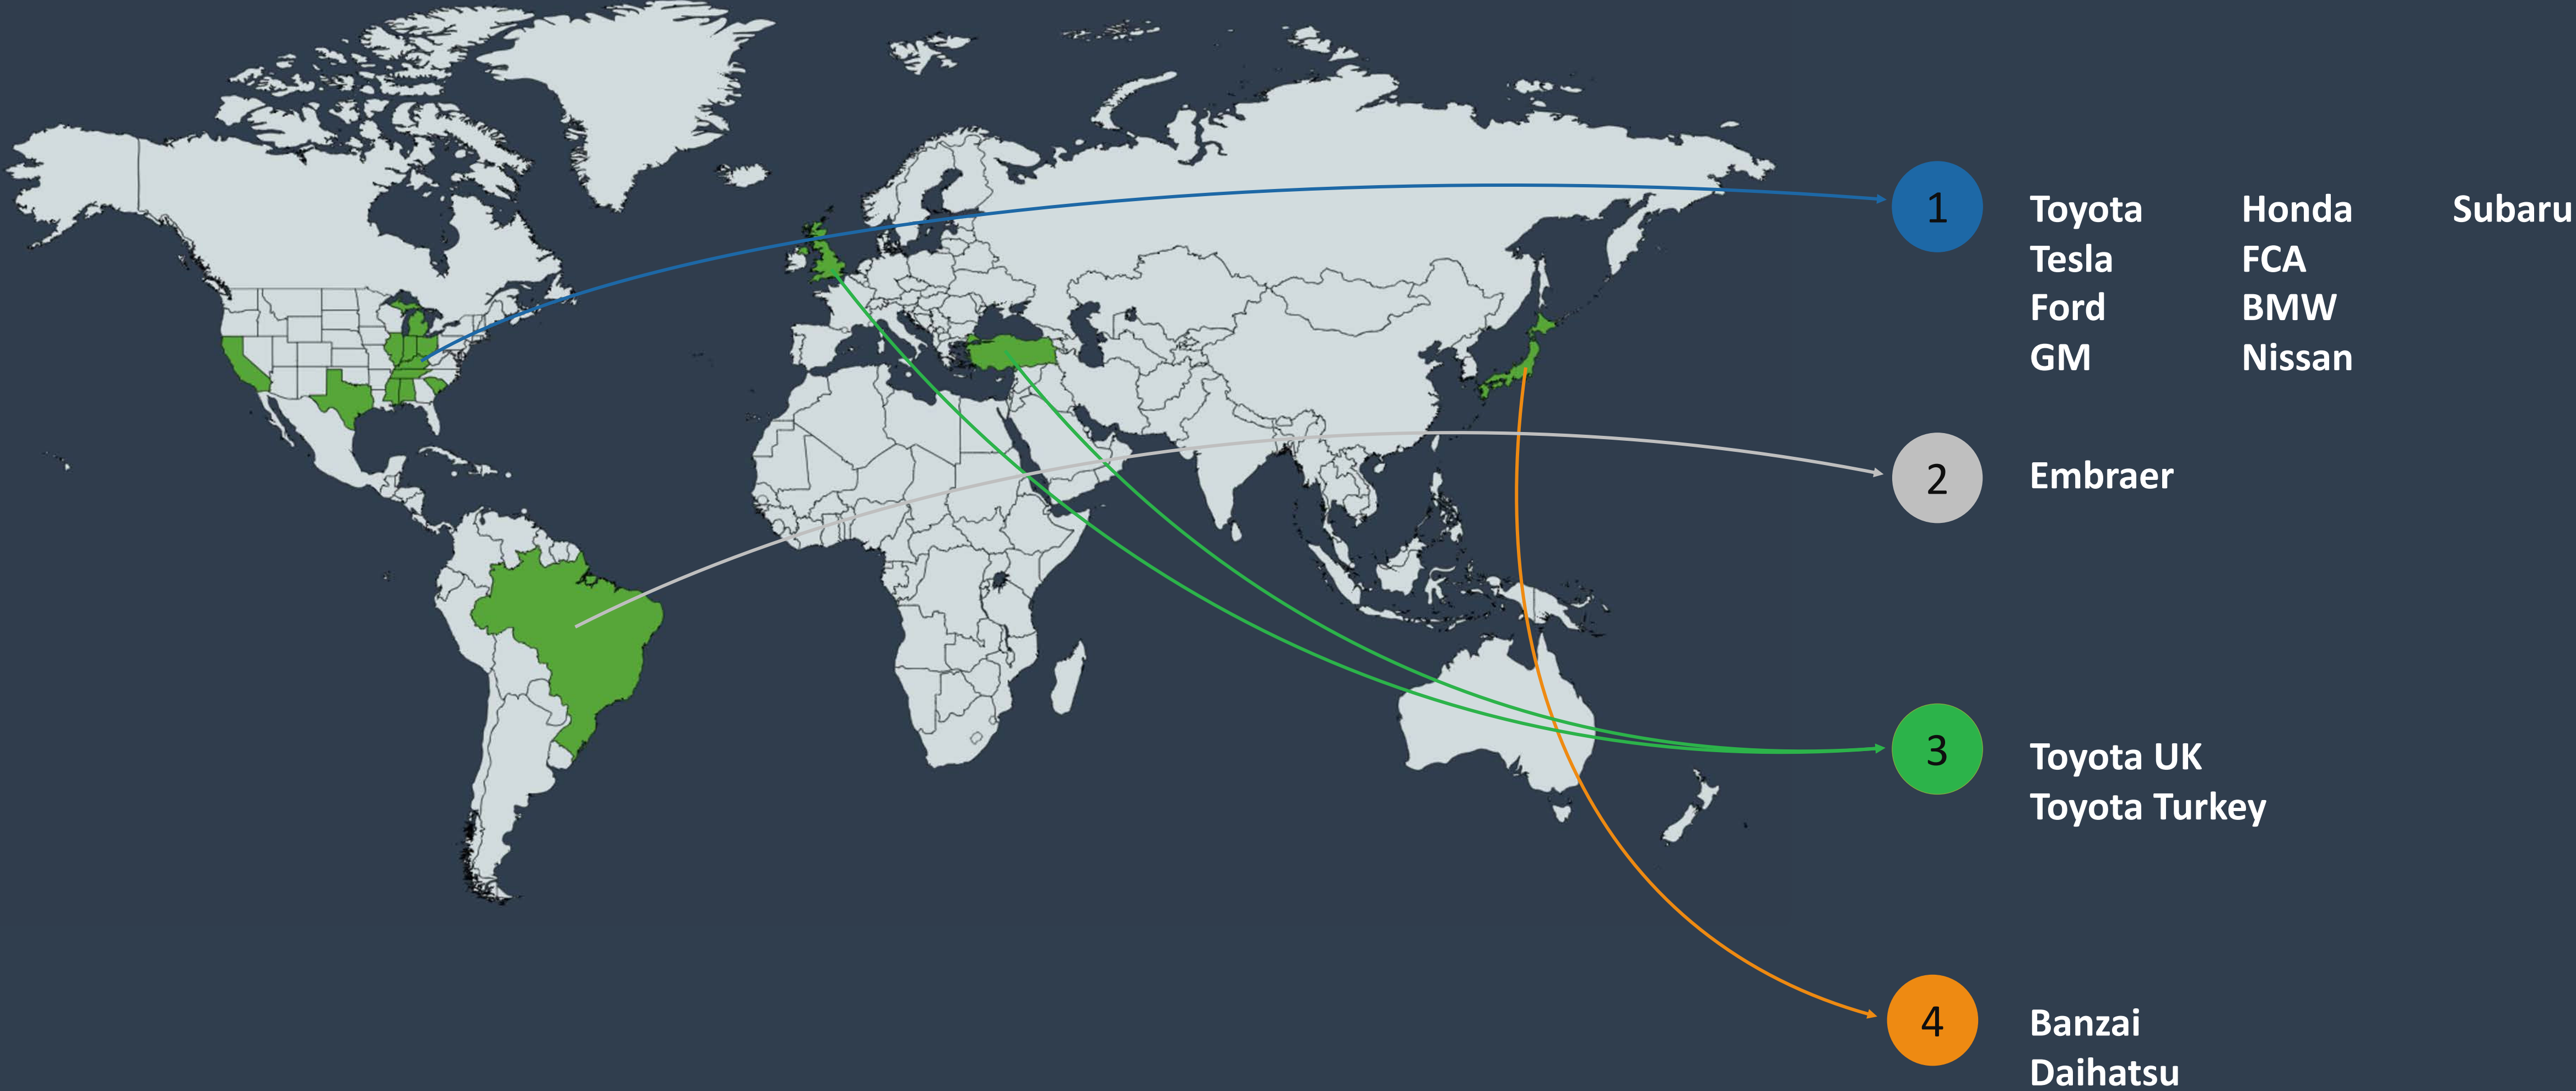 1
Toyota Honda Subaru
Tesla FCA
Ford BMW
GM Nissan
2
Embraer
3
Toyota UK
Toyota Turkey
4
Banzai
Daihatsu